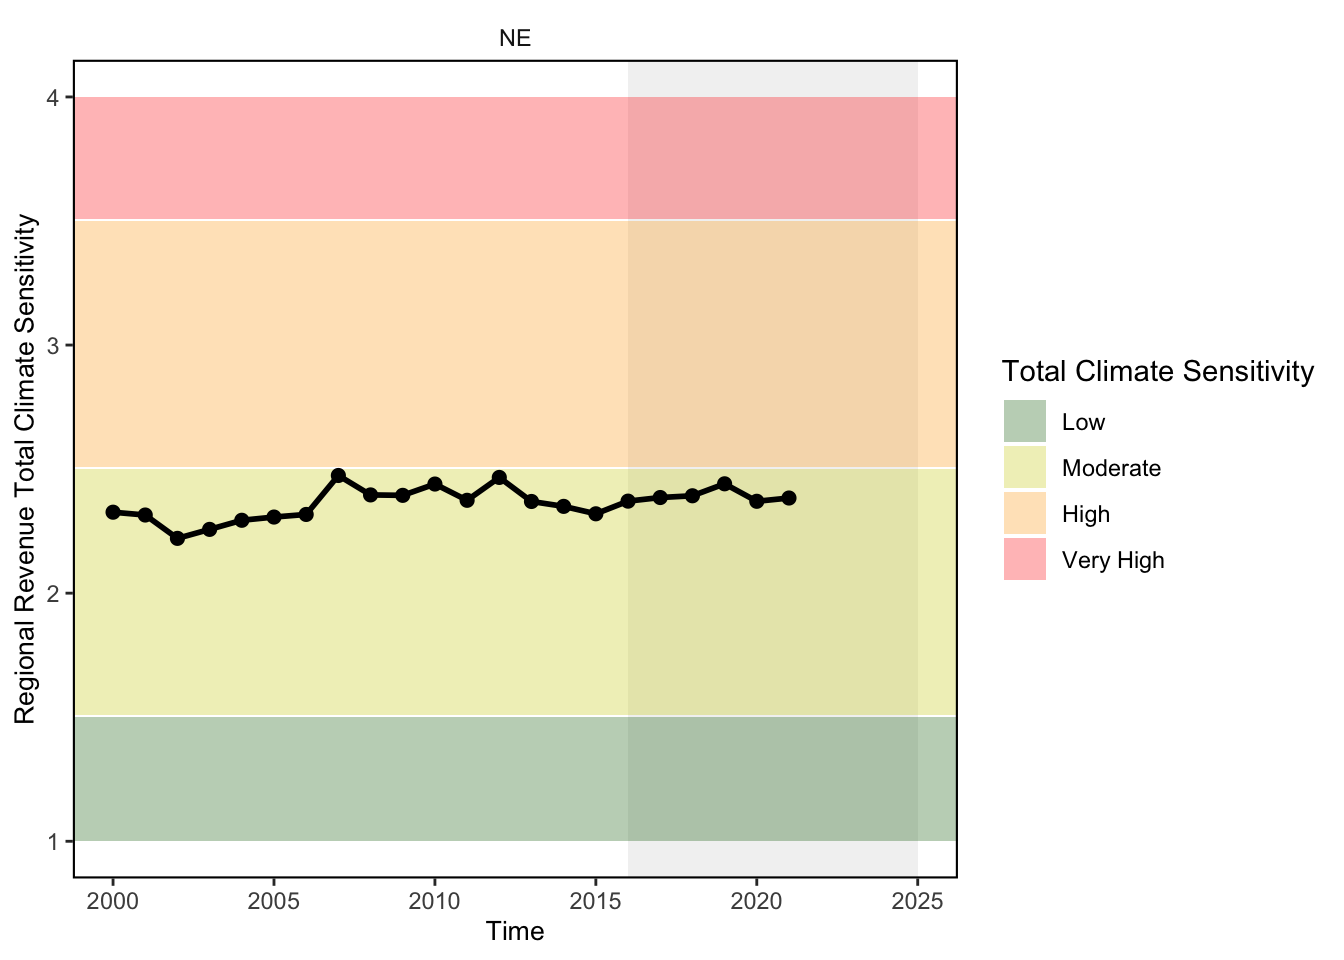 NE
Regional Revenue Total Climate Sensitivity
4
3
2
1
2000 2005 2010 2015 2020 2025
Time
Total Climate Sensitivity
Low
Moderate
High
Very High